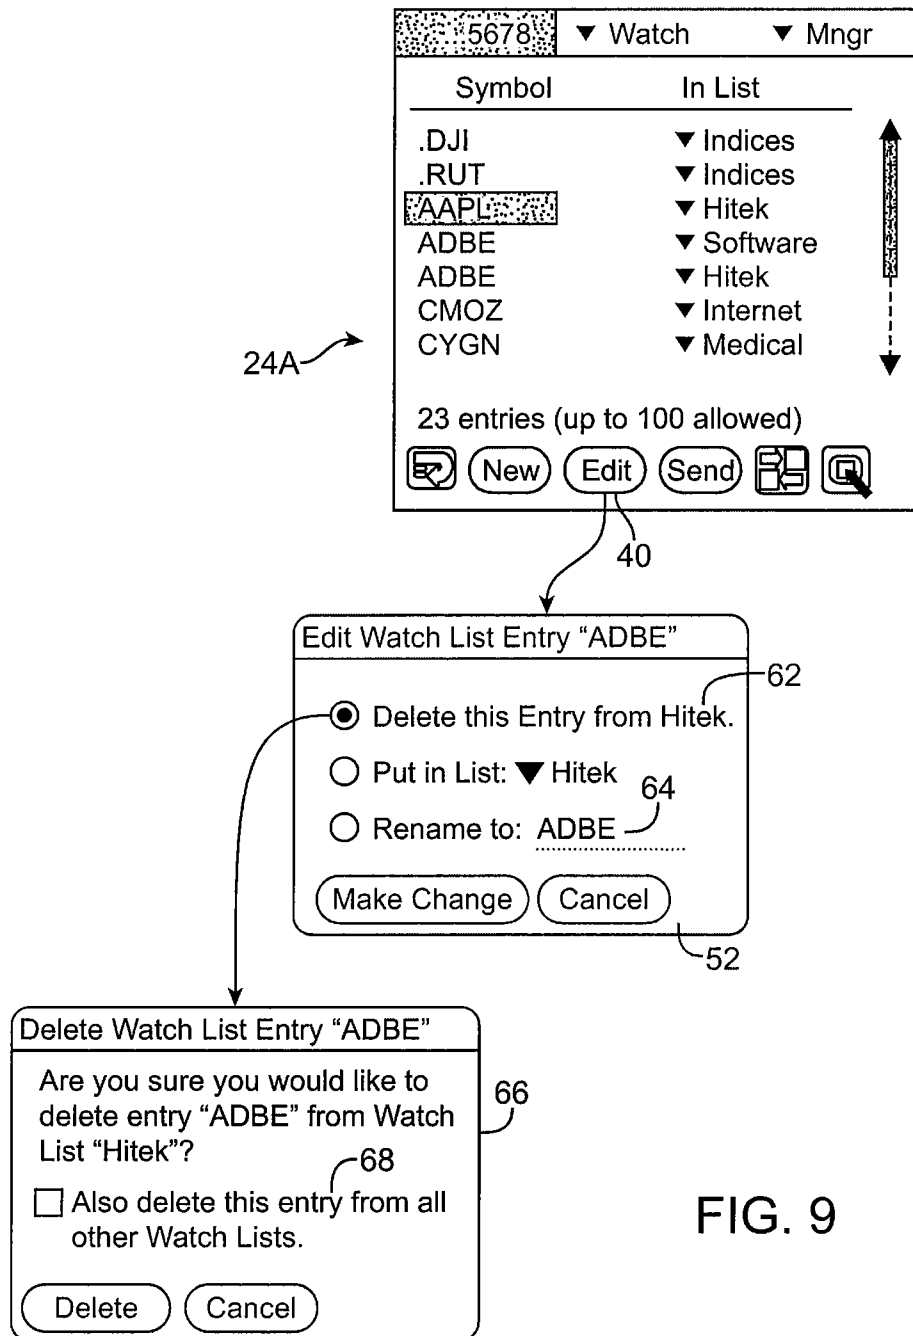 5678 ▼ Watch ▼ Mngr
Symbol In List
.DJI ▼ Indices
.RUT ▼ Indices
AAPL ▼ Hitek
ADBE ▼ Software
ADBE ▼ Hitek
CMOZ ▼ Internet
CYGN ▼ Medical
24A
23 entries (up to 100 allowed)
New Edit Send
40
Edit Watch List Entry “ADBE”
62
Delete this Entry from Hitek.
Put in List: ▼ Hitek
64
Rename to: ADBE
Make Change Cancel
52
Delete Watch List Entry “ADBE”
Are you sure you would like to
delete entry “ADBE” from Watch
List “Hitek”?
66
68
Also delete this entry from all
other Watch Lists.
Delete Cancel
FIG. 9